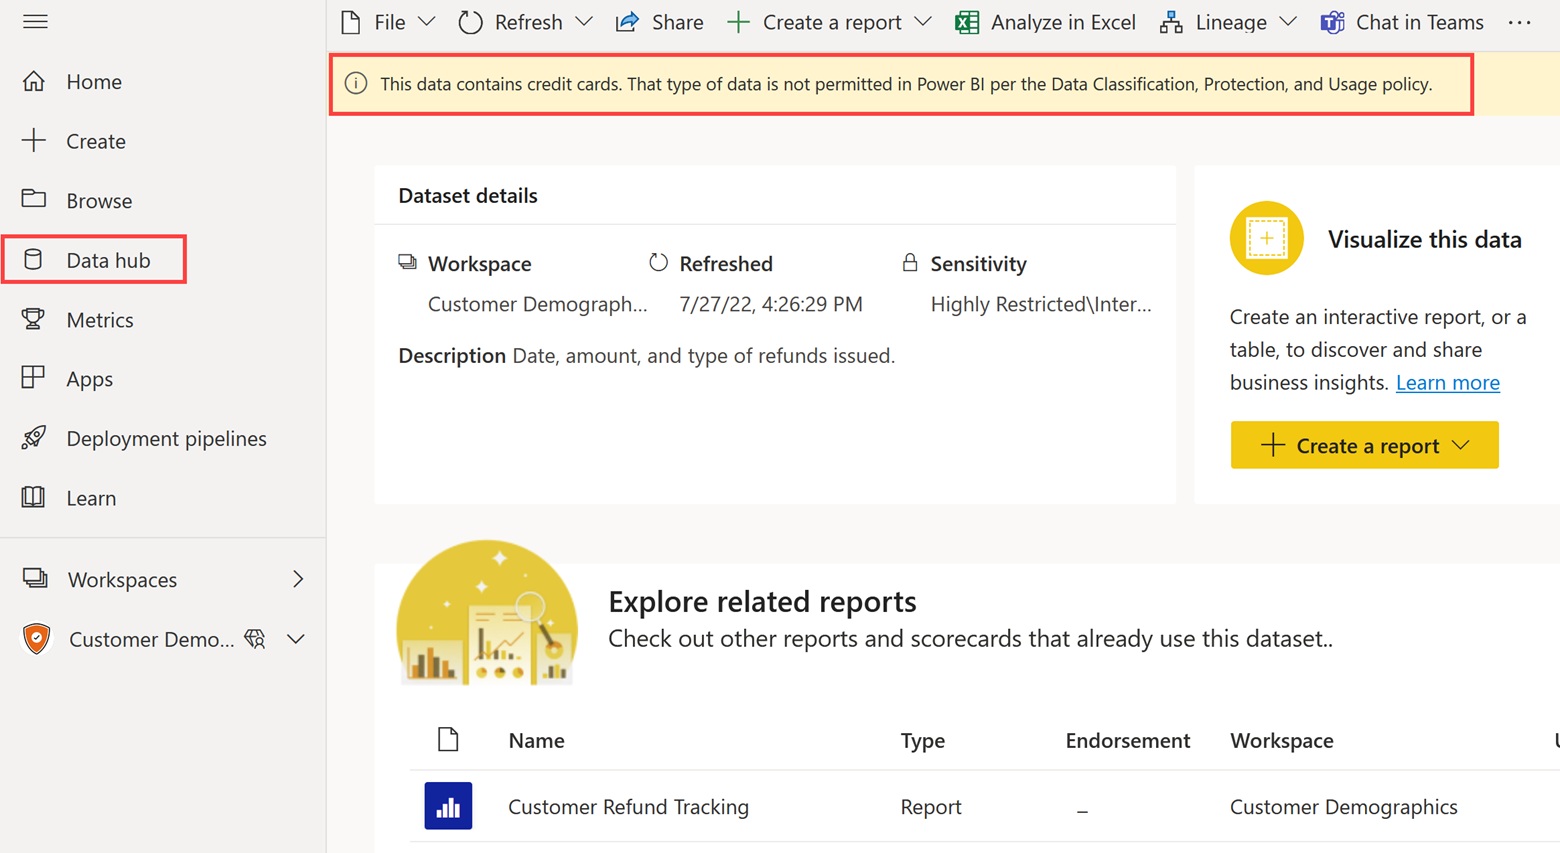 File
Refresh
Share
Create a report
Analyze in Excel
Lineage
Chat in Teams
Home
Create
Browse
Data hub
Metrics
Apps
Deployment pipelines
Learn
Workspaces
Customer Demo...
This data contains credit cards. That type of data is not permitted in Power BI per the Data Classification, Protection, and Usage policy.
Dataset details
Workspace
Customer Demograph...
Refreshed
7/27/22, 4:26:29 PM
Sensitivity
Highly Restricted\Inter...
Description Date, amount, and type of refunds issued.
Visualize this data
Create an interactive report, or a
table, to discover and share
business insights. Learn more
Create a report
Explore related reports
Check out other reports and scorecards that already use this dataset..
Name Type Endorsement Workspace
Customer Refund Tracking Report – Customer Demographics